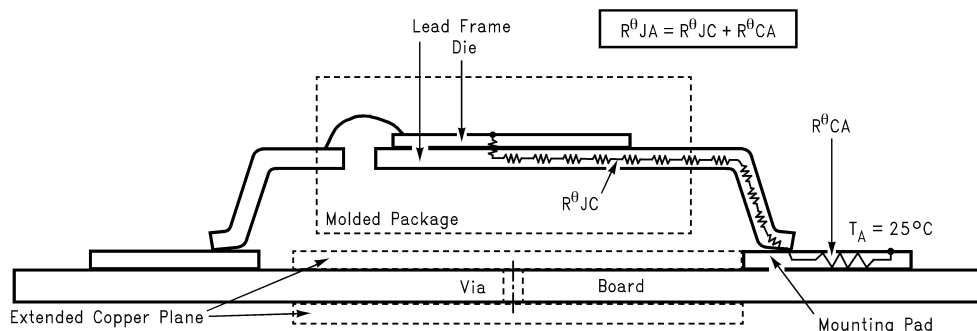 Lead Frame
Die
RθJA = RθJC + RθCA
RθCA
RθJC
Molded Package
TA = 25°C
Via
Board
Extended Copper Plane
Mounting Pad